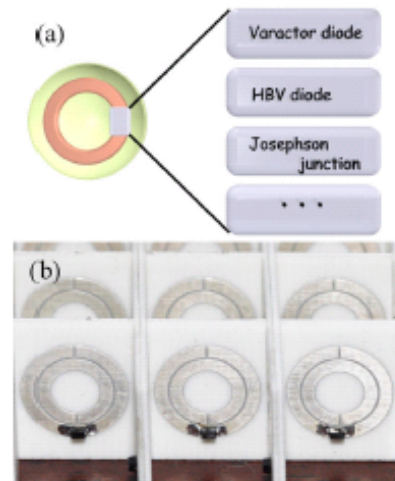 (a)
Varactor diode
HBV diode
Josephson
junction
...
(b)